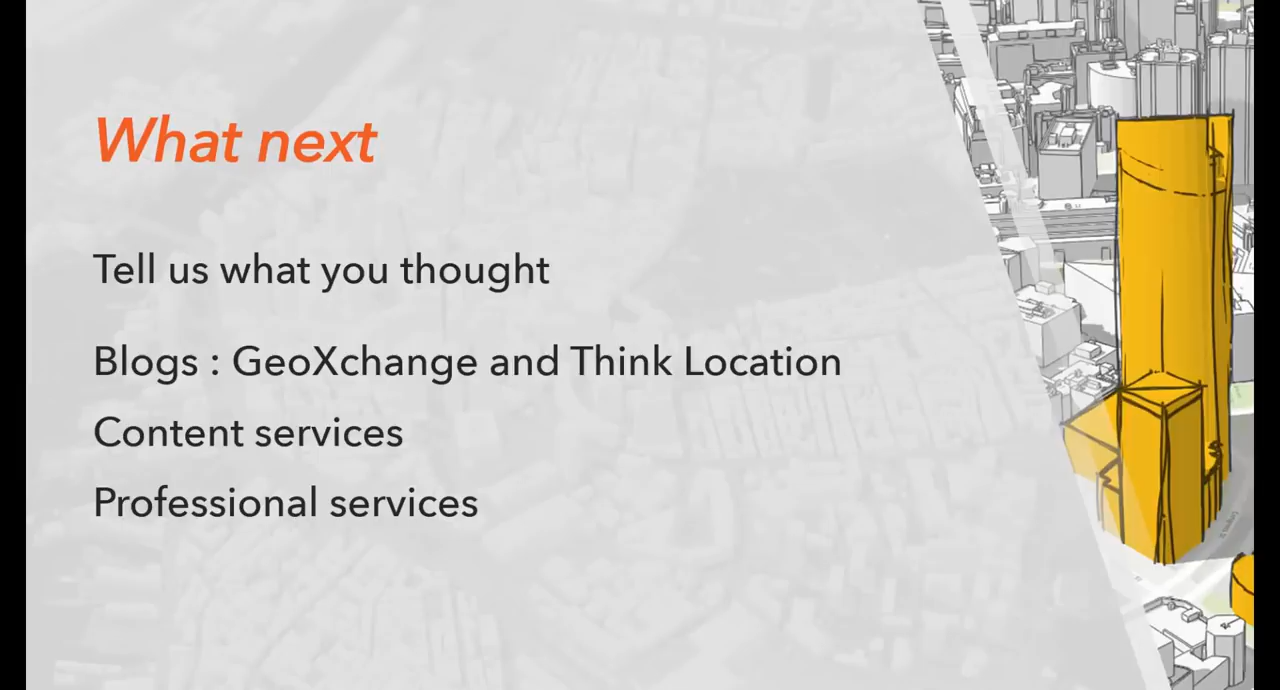 What next
Tell us what you thought
Blogs : GeoXchange and Think Location
Content services
Professional services